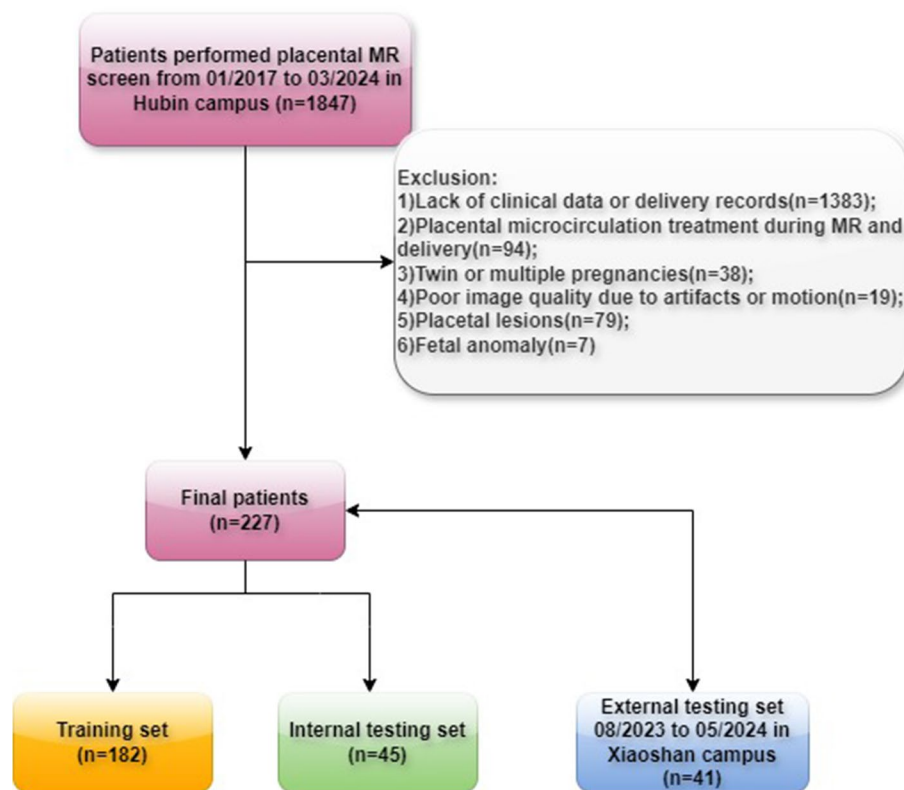 Patients performed placental MR
screen from 01/2017 to 03/2024 in
Hubin campus (n=1847)
Exclusion:
1)Lack of clinical data or delivery records(n=1383);
2)Placental microcirculation treatment during MR and
delivery(n=94);
3)Twin or multiple pregnancies(n=38);
4)Poor image quality due to artifacts or motion(n=19);
5)Placetal lesions(n=79);
6)Fetal anomaly(n=7)
Final patients
(n=227)
Training set
(n=182)
Internal testing set
(n=45)
External testing set
08/2023 to 05/2024 in
Xiaoshan campus
(n=41)